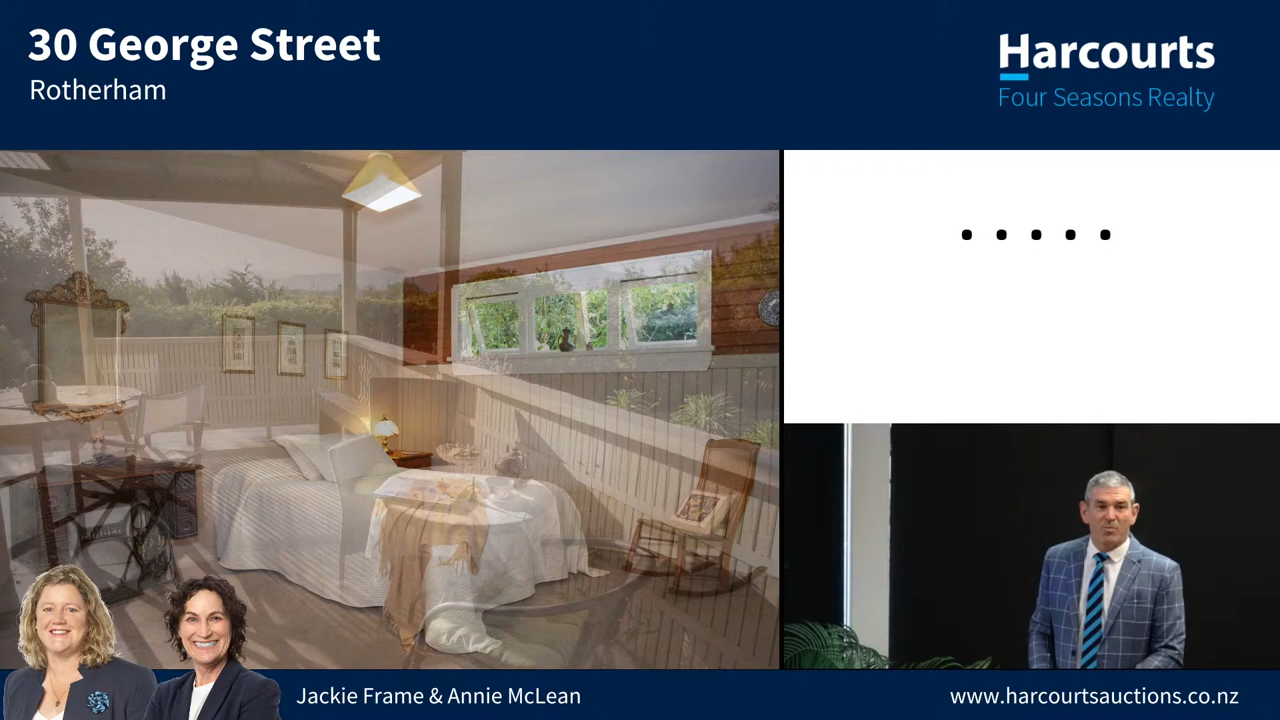 30 George Street
Rotherham
Harcourts
Four Seasons Realty
.....
Jackie Frame & Annie McLean
www.harcourtsauctions.co.nz